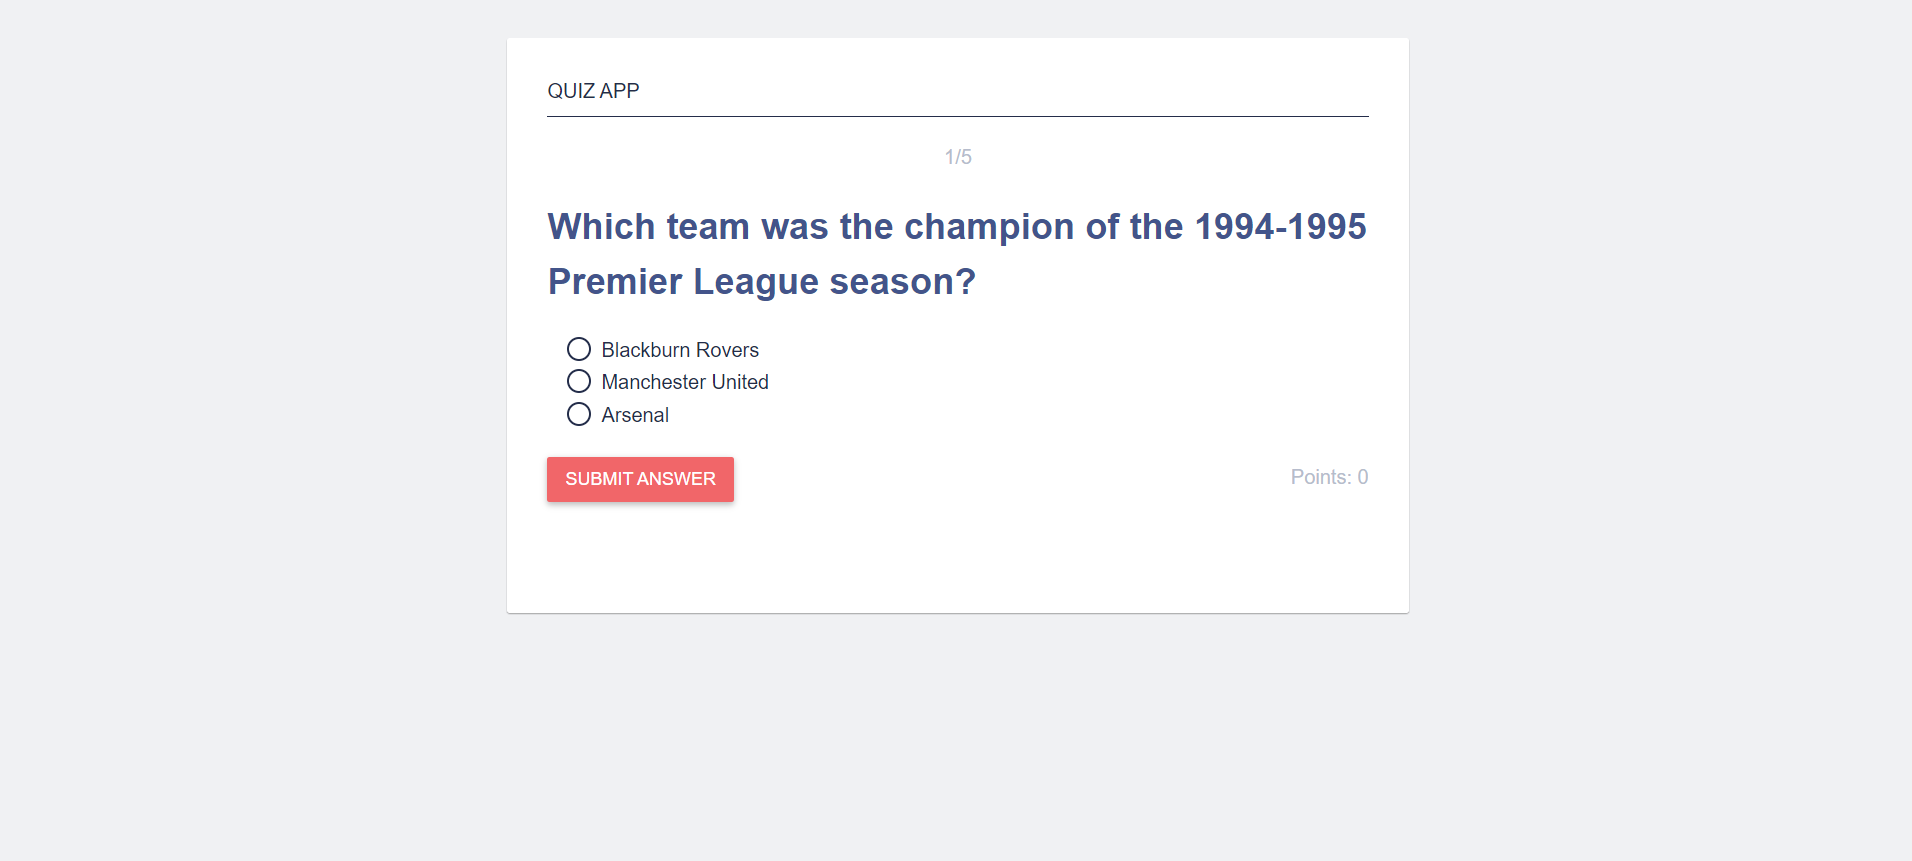 QUIZ APP
1/5
Which team was the champion of the 1994-1995
Premier League season?
Blackburn Rovers
Manchester United
Arsenal
SUBMIT ANSWER
Points: 0